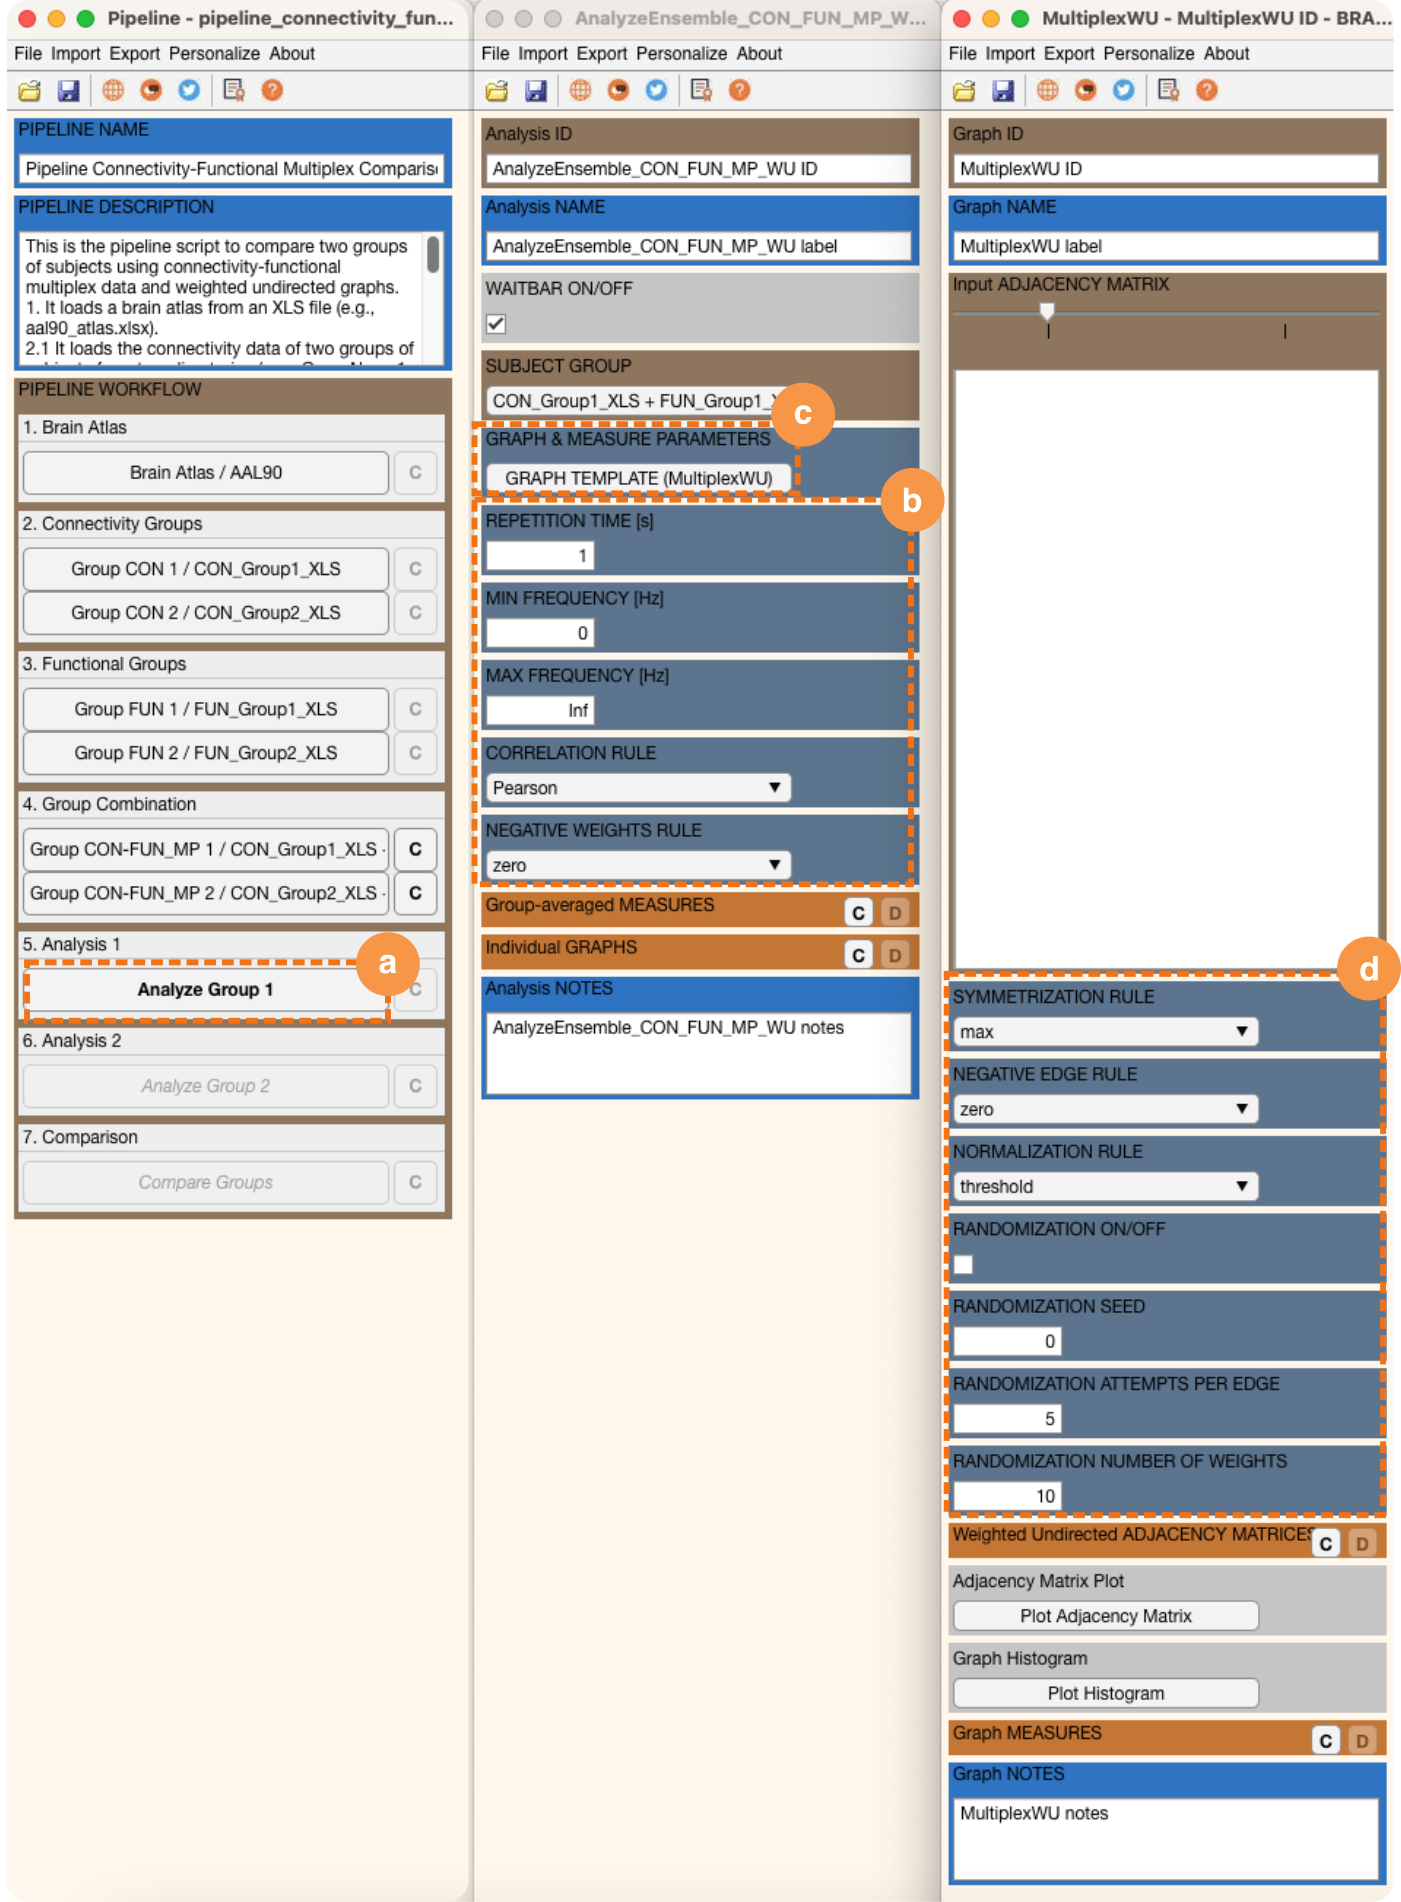 Pipeline - pipeline_connectivity_fun...
File Import Export Personalize About
PIPELINE NAME
Pipeline Connectivity-Functional Multiplex Comparis
PIPELINE DESCRIPTION
This is the pipeline script to compare two groups
of subjects using connectivity-functional
multiplex data and weighted undirected graphs.
1. It loads a brain atlas from an XLS file (e.g.,
aal90_atlas.xlsx).
2.1 It loads the connectivity data of two groups of
PIPELINE WORKFLOW
1. Brain Atlas
Brain Atlas / AAL90
C
2. Connectivity Groups
Group CON 1 / CON_Group1_XLS
C
Group CON 2 / CON_Group2_XLS
C
3. Functional Groups
Group FUN 1 / FUN_Group1_XLS
C
Group FUN 2 / FUN_Group2_XLS
C
4. Group Combination
Group CON-FUN_MP 1 / CON_Group1_XLS -
C
Group CON-FUN_MP 2 / CON_Group2_XLS -
C
5. Analysis 1
a
Analyze Group 1
C
6. Analysis 2
Analyze Group 2
C
7. Comparison
Compare Groups
C
AnalyzeEnsemble_CON_FUN_MP_W...
File Import Export Personalize About
Analysis ID
AnalyzeEnsemble_CON_FUN_MP_WU ID
Analysis NAME
AnalyzeEnsemble_CON_FUN_MP_WU label
WAITBAR ON/OFF
SUBJECT GROUP
CON_Group1_XLS + FUN_Group1_X
c
GRAPH & MEASURE PARAMETERS
GRAPH TEMPLATE (MultiplexWU)
b
REPETITION TIME [s]
1
MIN FREQUENCY [Hz]
0
MAX FREQUENCY [Hz]
Inf
CORRELATION RULE
Pearson
NEGATIVE WEIGHTS RULE
zero
Group-averaged MEASURES
C D
Individual GRAPHS
C D
Analysis NOTES
AnalyzeEnsemble_CON_FUN_MP_WU notes
MultiplexWU - MultiplexWU ID - BRA...
File Import Export Personalize About
Graph ID
MultiplexWU ID
Graph NAME
MultiplexWU label
Input ADJACENCY MATRIX
d
SYMMETRIZATION RULE
max
NEGATIVE EDGE RULE
zero
NORMALIZATION RULE
threshold
RANDOMIZATION ON/OFF
RANDOMIZATION SEED
0
RANDOMIZATION ATTEMPTS PER EDGE
5
RANDOMIZATION NUMBER OF WEIGHTS
10
Weighted Undirected ADJACENCY MATRICES
C D
Adjacency Matrix Plot
Plot Adjacency Matrix
Graph Histogram
Plot Histogram
Graph MEASURES
C D
Graph NOTES
MultiplexWU notes